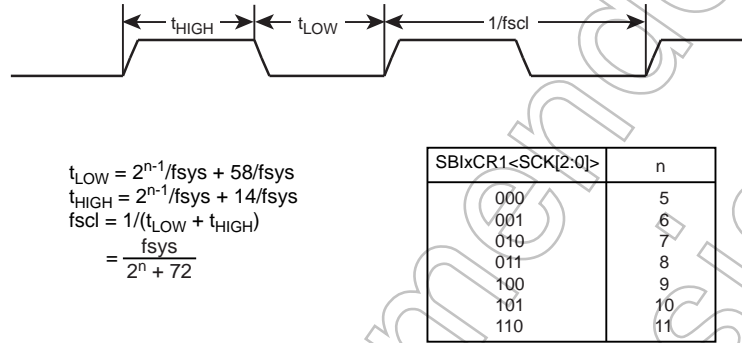 tHIGH tLOW 1/fscl
tLOW = 2^(n-1)/fsys + 58/fsys
tHIGH = 2^(n-1)/fsys + 14/fsys
fscl = 1/(tLOW + tHIGH)
= fsys
2^n + 72
SBIxCR1<SCK[2:0]> n
000 5
001 6
010 7
011 8
100 9
101 10
110 11